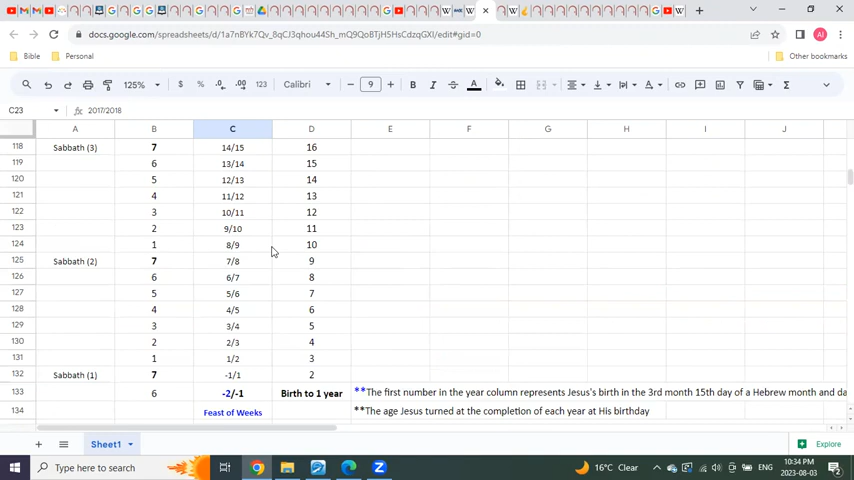 docs.google.com/spreadsheets/d/1a7nBYk7Qv_8qCJ3qhou44Sh_mQ9QoBTjH5HsCdzqGXI/edit#gid=0
Bible Personal Other bookmarks
125% $ % .0 .00 123 Calibri 9 B I A
C23 2017/2018
A B C D E F G H I J
118 Sabbath (3) 7 14/15 16
119 6 13/14 15
120 5 12/13 14
121 4 11/12 13
122 3 10/11 12
123 2 9/10 11
124 1 8/9 10
125 Sabbath (2) 7 7/8 9
126 6 6/7 8
127 5 5/6 7
128 4 4/5 6
129 3 3/4 5
130 2 2/3 4
131 1 1/2 3
132 Sabbath (1) 7 -1/1 2
133 6 -2/-1 Birth to 1 year **The first number in the year column represents Jesus's birth in the 3rd month 15th day of a Hebrew month and da
134 Feast of Weeks **The age Jesus turned at the completion of each year at His birthday
Sheet1 Explore
Type here to search 16°C Clear ENG 10:34 PM 2023-08-03